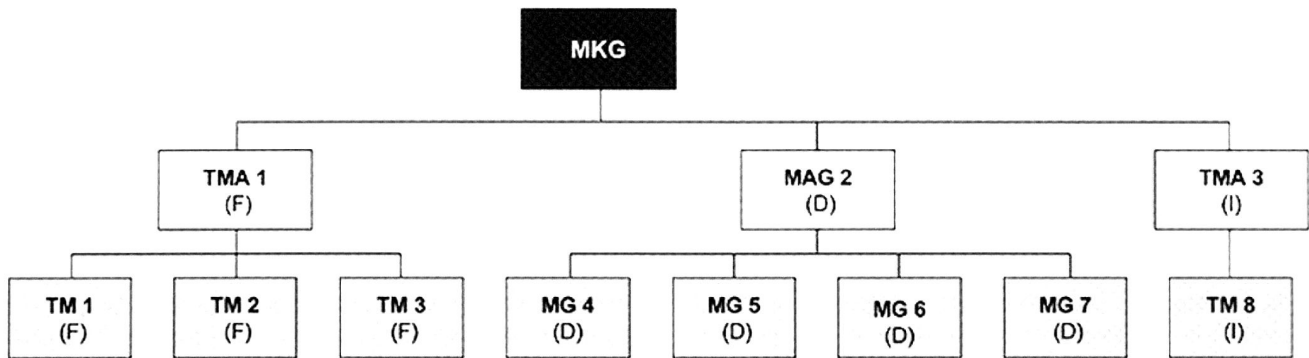 MKG
TMA 1
(F)
MAG 2
(D)
TMA 3
(I)
TM 1
(F)
TM 2
(F)
TM 3
(F)
MG 4
(D)
MG 5
(D)
MG 6
(D)
MG 7
(D)
TM 8
(I)